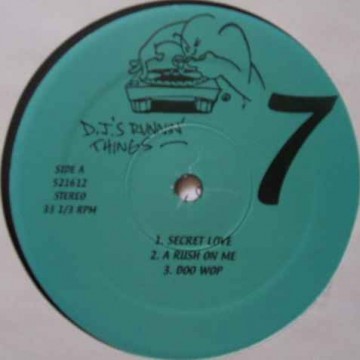 D.J.'S RUNNIN'
THINGS
7
SIDE A
521612
STEREO
33 1/3 RPM
1. SECRET LOVE
2. A RUSH ON ME
3. DOO WOP